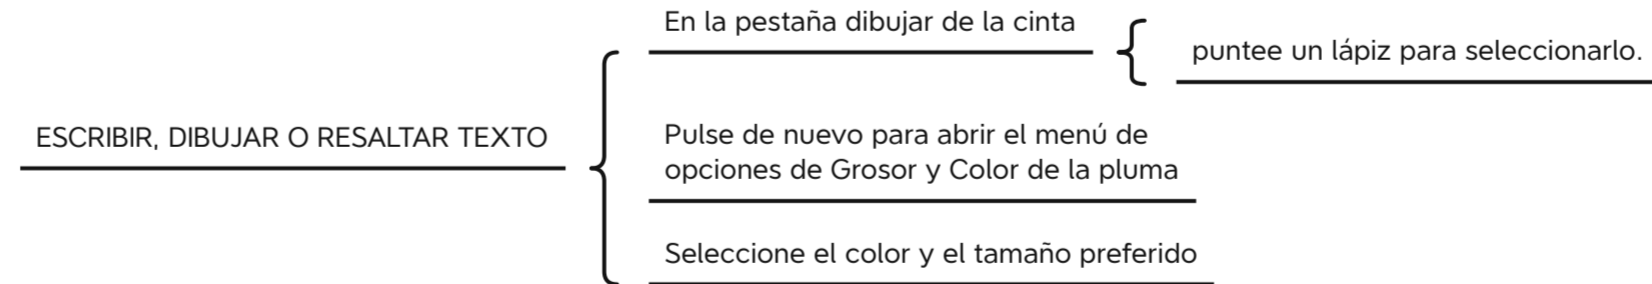 ESCRIBIR, DIBUJAR O RESALTAR TEXTO
En la pestaña dibujar de la cinta
puntee un lápiz para seleccionarlo.
Pulse de nuevo para abrir el menú de
opciones de Grosor y Color de la pluma
Seleccione el color y el tamaño preferido